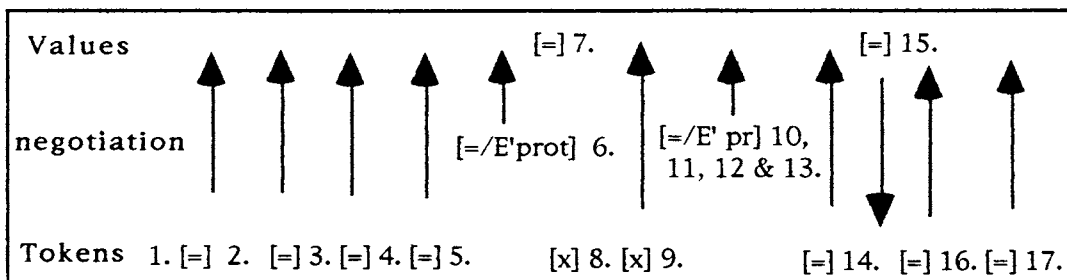 Values [=] 7. [=] 15.
negotiation [=/E'prot] 6. [=/E' pr] 10,
11, 12 & 13.
Tokens 1. [=] 2. [=] 3. [=] 4. [=] 5. [x] 8. [x] 9. [=] 14. [=] 16. [=] 17.